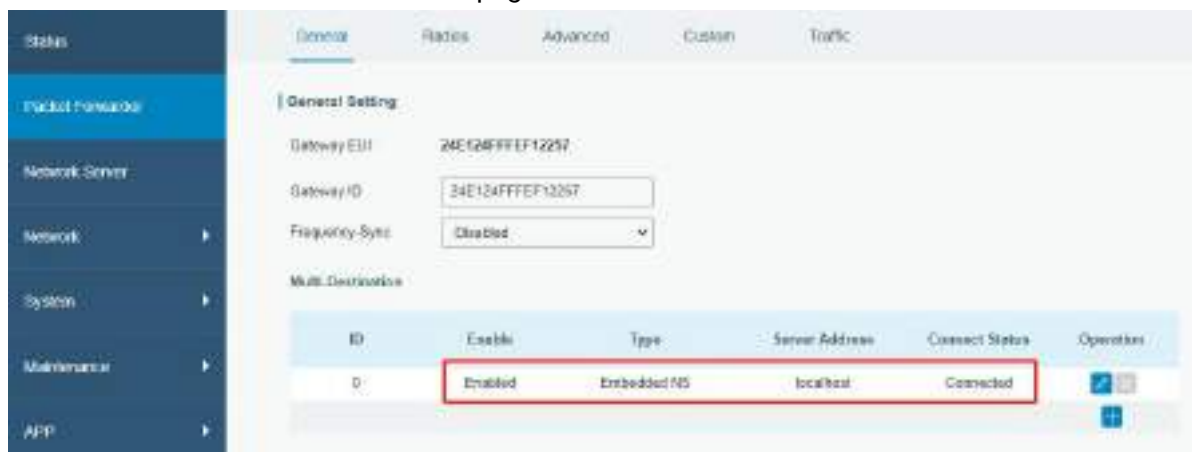 Status
General Radios Advanced Custom Traffic
Packet Forwarder
General Setting
Gateway EUI 24E124FFFEF12257
Network Server
Gateway ID 24E124FFFEF12257
Network
Frequency-Sync Disabled
Multi-Destination
System
ID Enable Type Server Address Connect Status Operation
Maintenance
0 Enabled Embedded NS localhost Connected
APP